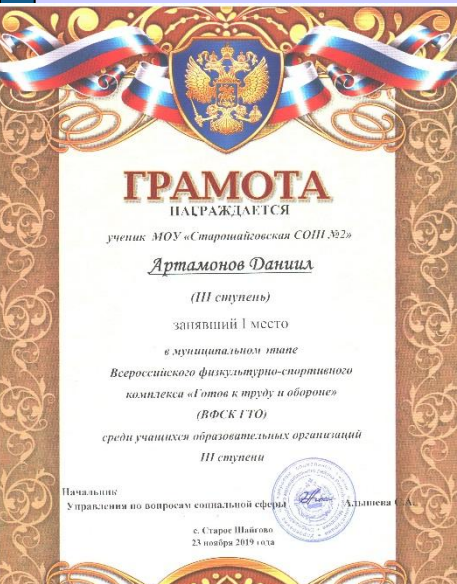 ГРАМОТА
НАГРАЖДАЕТСЯ
ученик МОУ «Старошайговская СОШ №2»
Артамонов Даниил
(III ступень)
занявший I место
в муниципальном этапе
Всероссийского физкультурно-спортивного
комплекса «Готов к труду и обороне»
(ВФСК ГТО)
среди учащихся образовательных организаций
III ступени
Начальник
Управления по вопросам социальной сферы
с. Старое Шайгово
23 ноября 2019 года